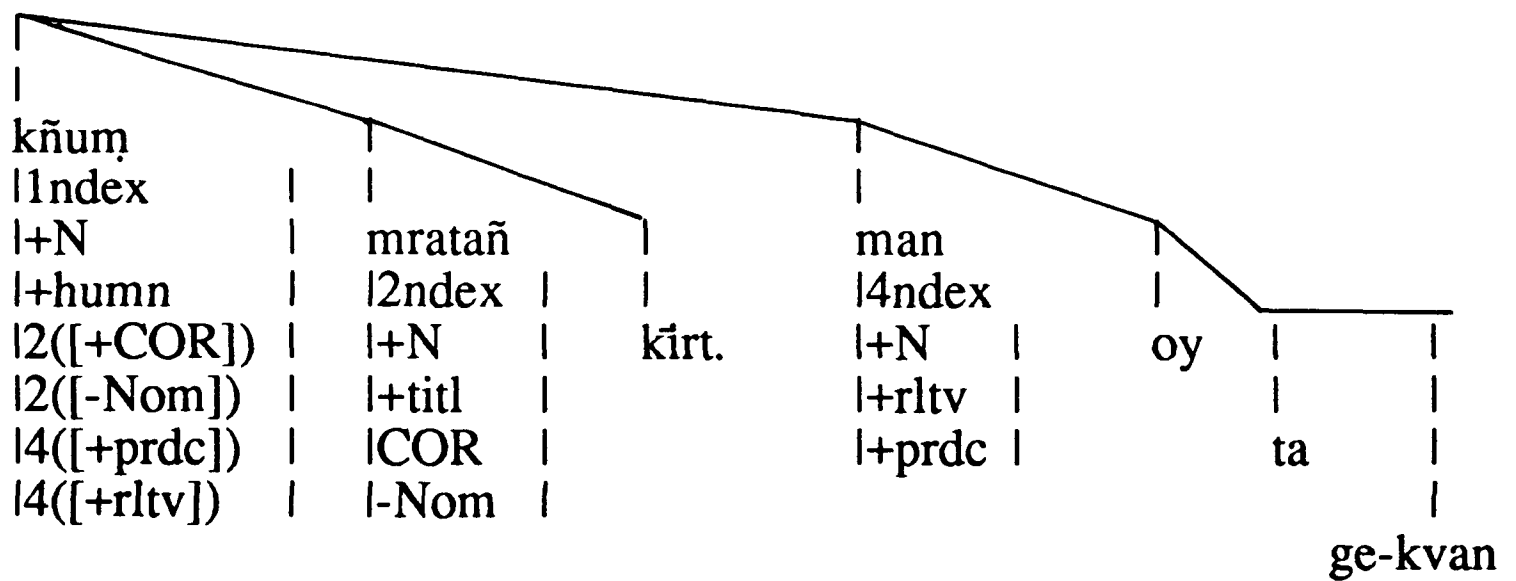 kñuṃ
|1ndex |
|+N |
|+humn |
|2([+COR]) |
|2([-Nom]) |
|4([+prdc]) |
|4([+rltv]) |
mratañ
|2ndex |
|+N |
|+titl |
|COR |
|-Nom |
kīrt.
man
|4ndex
|+N |
|+rltv |
|+prdc |
oy
ta
ge-kvan